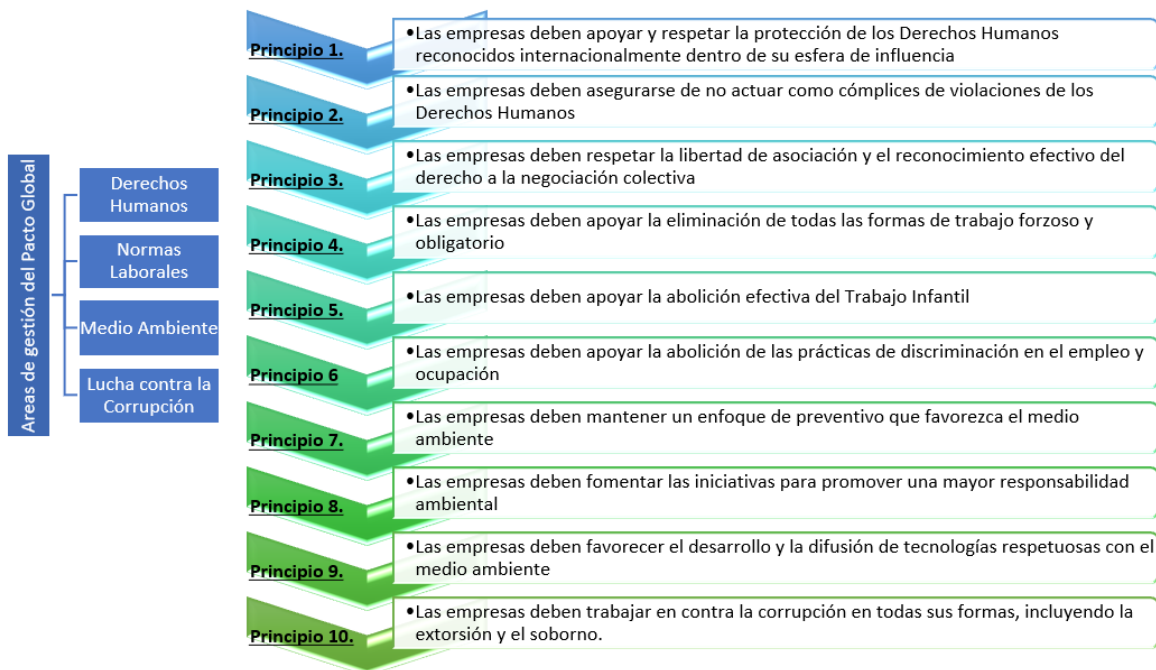 Areas de gestión del Pacto Global
Derechos
Humanos
Normas
Laborales
Medio Ambiente
Lucha contra la
Corrupción
Principio 1.
•Las empresas deben apoyar y respetar la protección de los Derechos Humanos
reconocidos internacionalmente dentro de su esfera de influencia
Principio 2.
•Las empresas deben asegurarse de no actuar como cómplices de violaciones de los
Derechos Humanos
Principio 3.
•Las empresas deben respetar la libertad de asociación y el reconocimiento efectivo del
derecho a la negociación colectiva
Principio 4.
•Las empresas deben apoyar la eliminación de todas las formas de trabajo forzoso y
obligatorio
Principio 5.
•Las empresas deben apoyar la abolición efectiva del Trabajo Infantil
Principio 6
•Las empresas deben apoyar la abolición de las prácticas de discriminación en el empleo y
ocupación
Principio 7.
•Las empresas deben mantener un enfoque de preventivo que favorezca el medio
ambiente
Principio 8.
•Las empresas deben fomentar las iniciativas para promover una mayor responsabilidad
ambiental
Principio 9.
•Las empresas deben favorecer el desarrollo y la difusión de tecnologías respetuosas con el
medio ambiente
Principio 10.
•Las empresas deben trabajar en contra la corrupción en todas sus formas, incluyendo la
extorsión y el soborno.